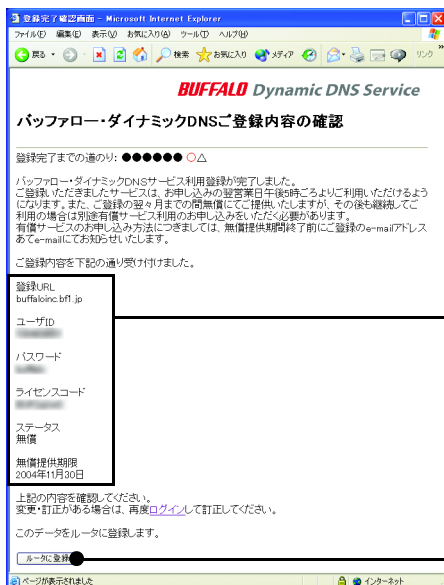 登録完了確認画面 - Microsoft Internet Explorer
ファイル(F) 編集(E) 表示(V) お気に入り(A) ツール(T) ヘルプ(H)
戻る 検索 お気に入り メディア リンク »
BUFFALO Dynamic DNS Service
バッファロー・ダイナミックDNSご登録内容の確認
登録完了までの道のり: ●●●●●● ○△
バッファロー・ダイナミックDNSサービス利用登録が完了しました。
ご登録いただきましたサービスは、お申し込みの翌営業日午後5時ごろよりご利用いただけるよう
になります。また、ご登録の翌々月までの間無償にてご提供いたしますが、その後も継続してご
利用の場合は別途有償サービス利用のお申し込みをいただく必要があります。
有償サービスのお申し込み方法につきましては、無償提供期間終了前にご登録のe-mailアドレス
あてe-mailにてお知らせいたします。
ご登録内容を下記の通り受け付けました。
登録URL
buffaloinc.bf1.jp
ユーザID
パスワード
ライセンスコード
ステータス
無償
無償提供期限
2004年11月30日
上記の内容を確認してください。
変更・訂正がある場合は、再度ログインして訂正してください。
このデータをルータに登録します。
ルータに登録
ページが表示されました インターネット